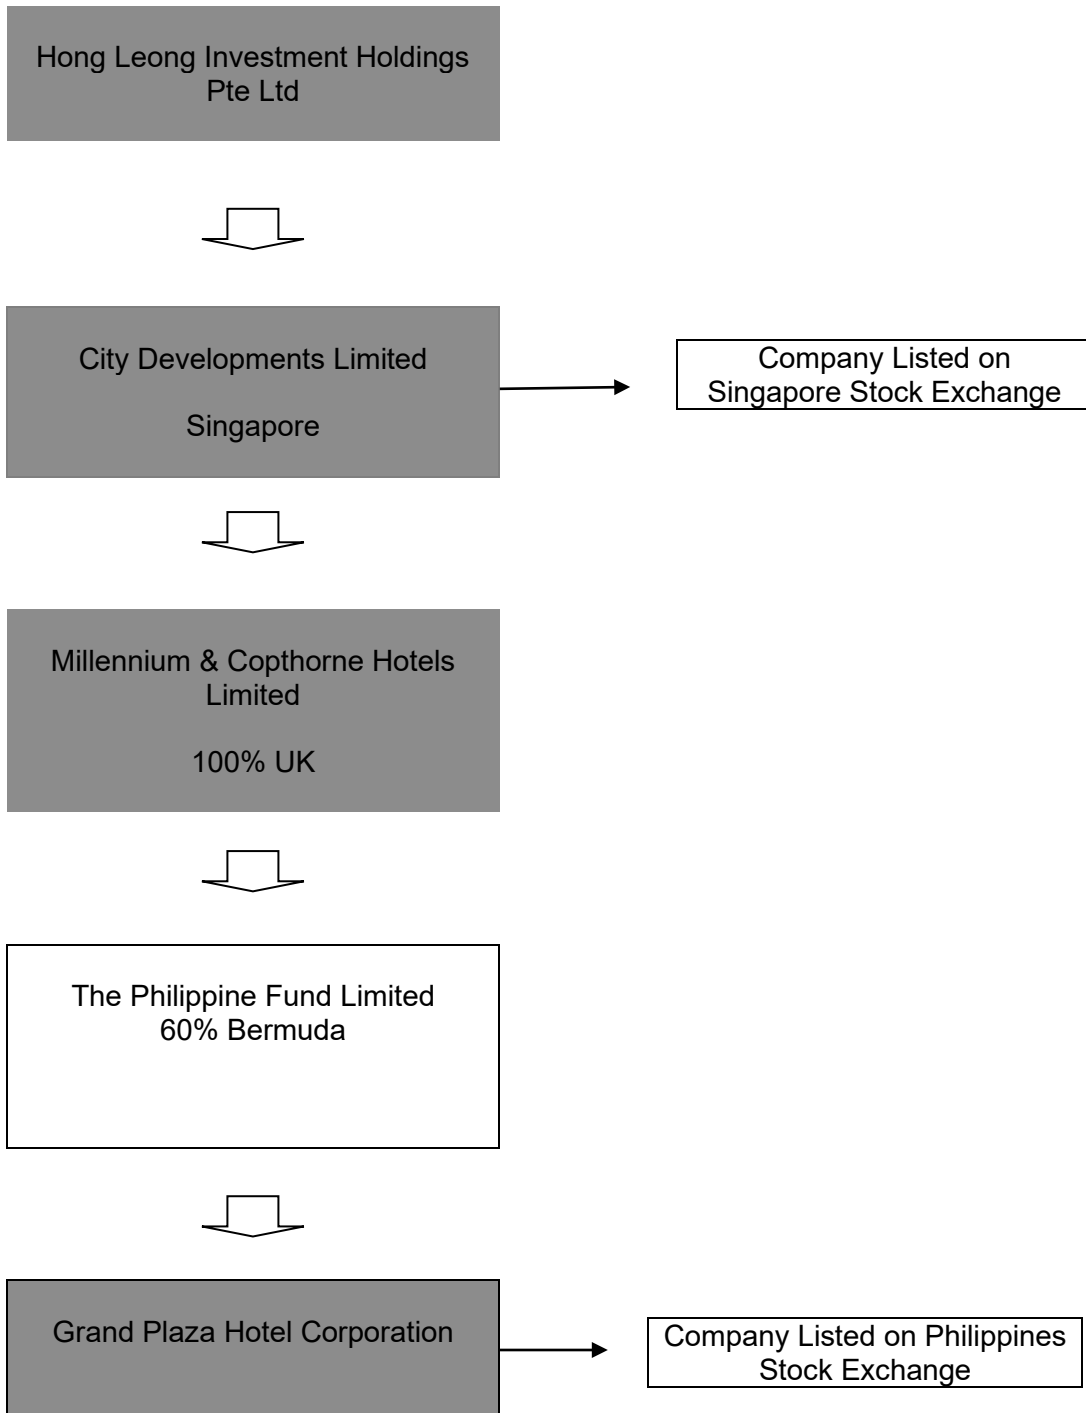 Hong Leong Investment Holdings
Pte Ltd
City Developments Limited
Singapore
Company Listed on
Singapore Stock Exchange
Millennium & Copthorne Hotels
Limited
100% UK
The Philippine Fund Limited
60% Bermuda
Grand Plaza Hotel Corporation
Company Listed on Philippines
Stock Exchange